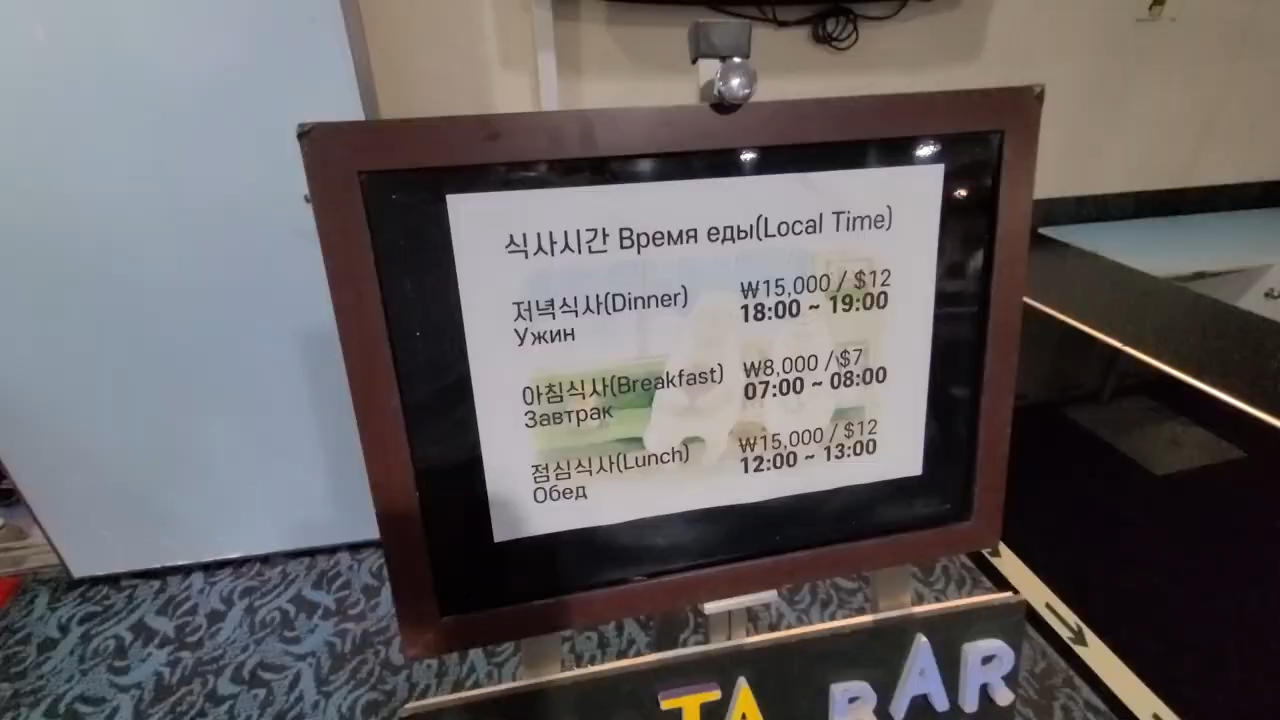 식사시간 Время еды(Local Time)
저녁식사(Dinner) ₩15,000 / $12
Ужин 18:00 ~ 19:00
아침식사(Breakfast) ₩8,000 / $7
Завтрак 07:00 ~ 08:00
점심식사(Lunch) ₩15,000 / $12
Обед 12:00 ~ 13:00
TA BAR